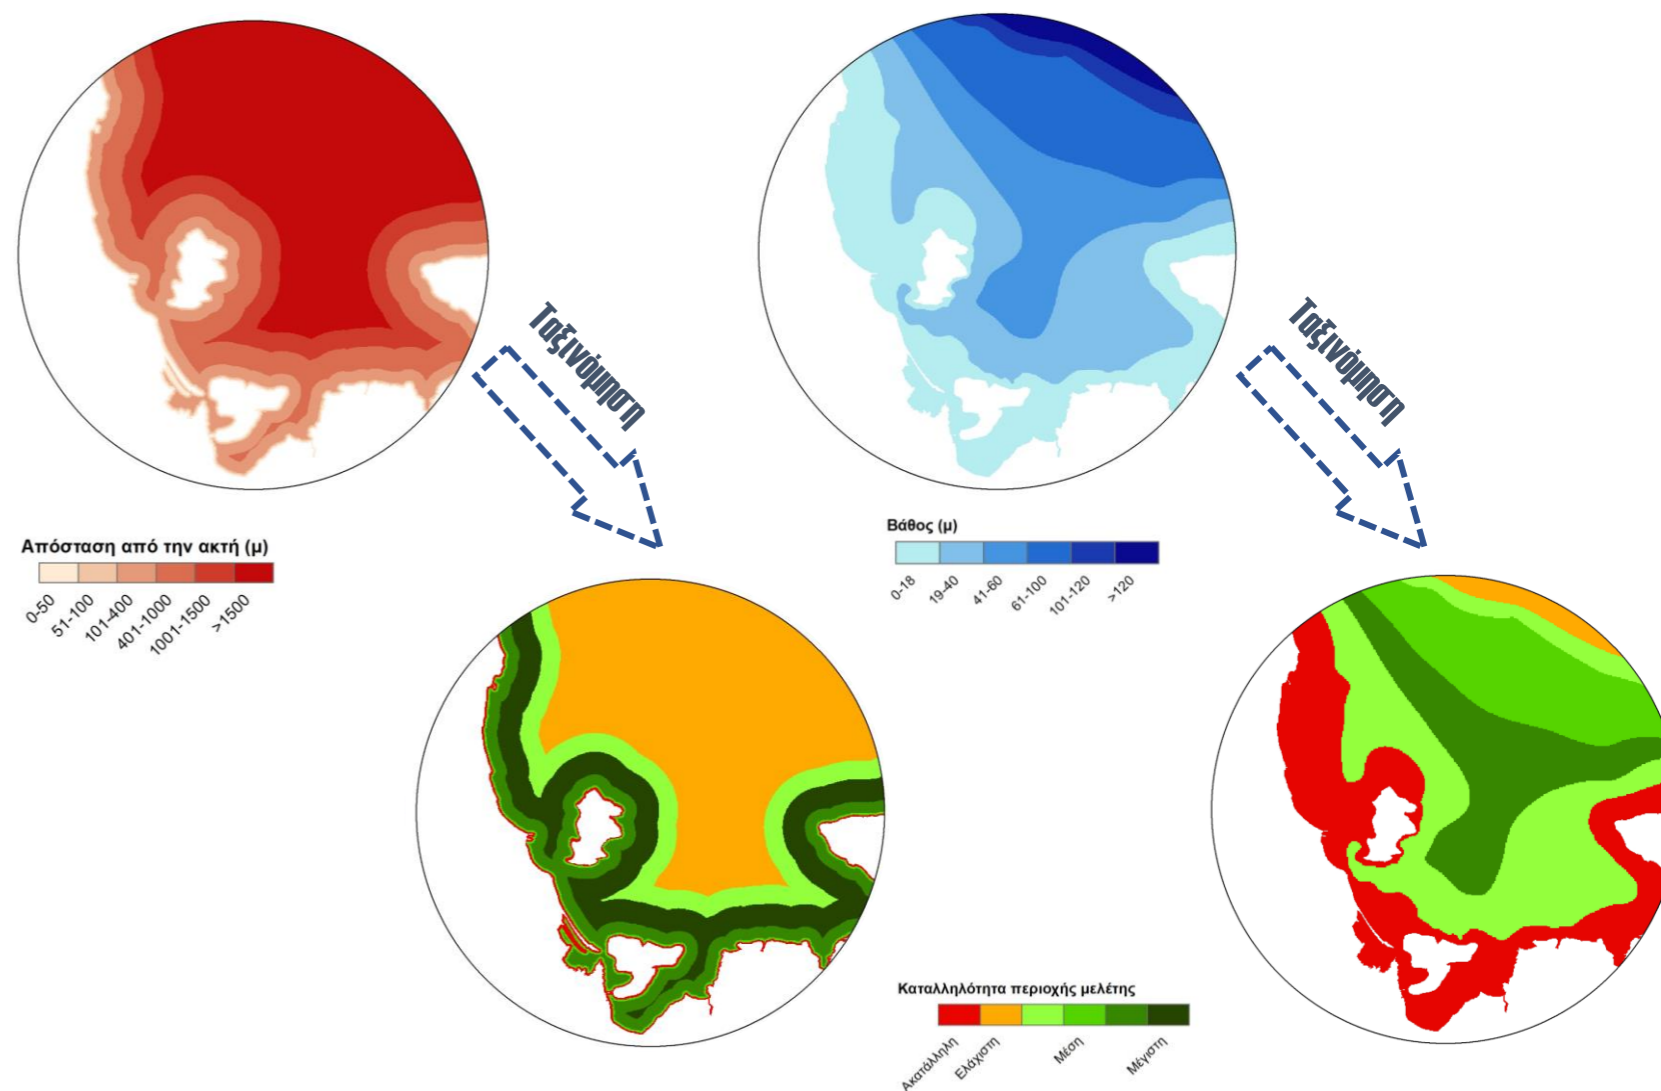 Ταξινόμηση
Ταξινόμηση
Απόσταση από την ακτή (μ)
0-50
51-100
101-400
401-1000
1001-1500
>1500
Βάθος (μ)
0-18
19-40
41-60
61-100
101-120
>120
Καταλληλότητα περιοχής μελέτης
Ακατάλληλη
Ελάχιστη
Μέση
Μέγιστη